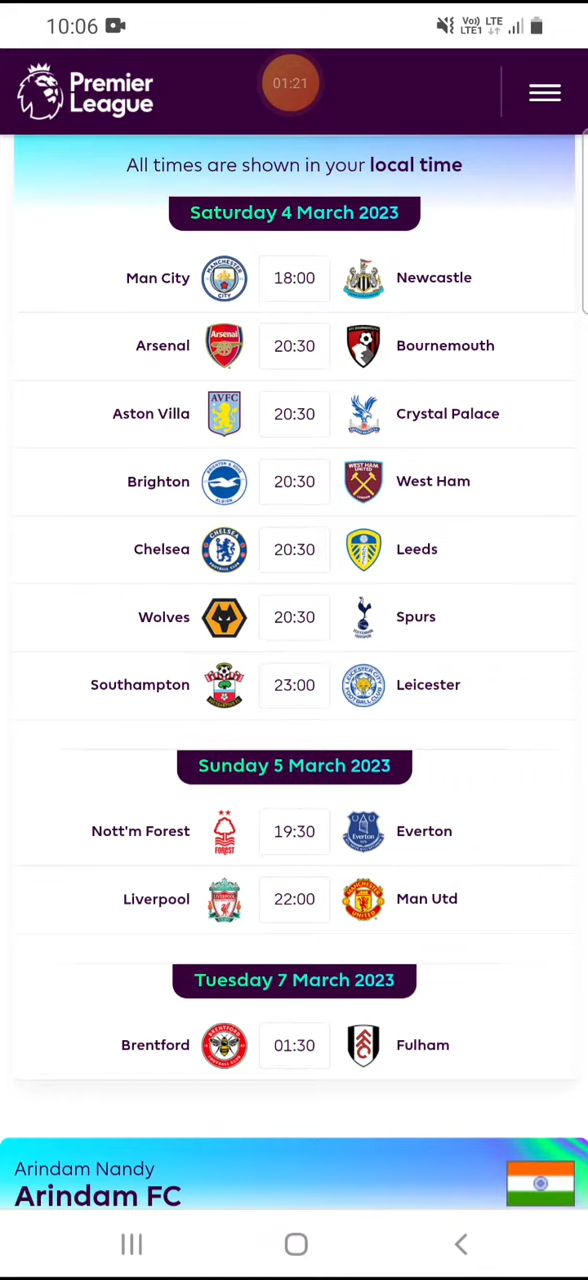 10:06
Vo)) LTE
LTE1
Premier
League
01:21
All times are shown in your local time
Saturday 4 March 2023
Man City 18:00 Newcastle
Arsenal 20:30 Bournemouth
Aston Villa 20:30 Crystal Palace
Brighton 20:30 West Ham
Chelsea 20:30 Leeds
Wolves 20:30 Spurs
Southampton 23:00 Leicester
Sunday 5 March 2023
Nott'm Forest 19:30 Everton
Liverpool 22:00 Man Utd
Tuesday 7 March 2023
Brentford 01:30 Fulham
Arindam Nandy
Arindam FC